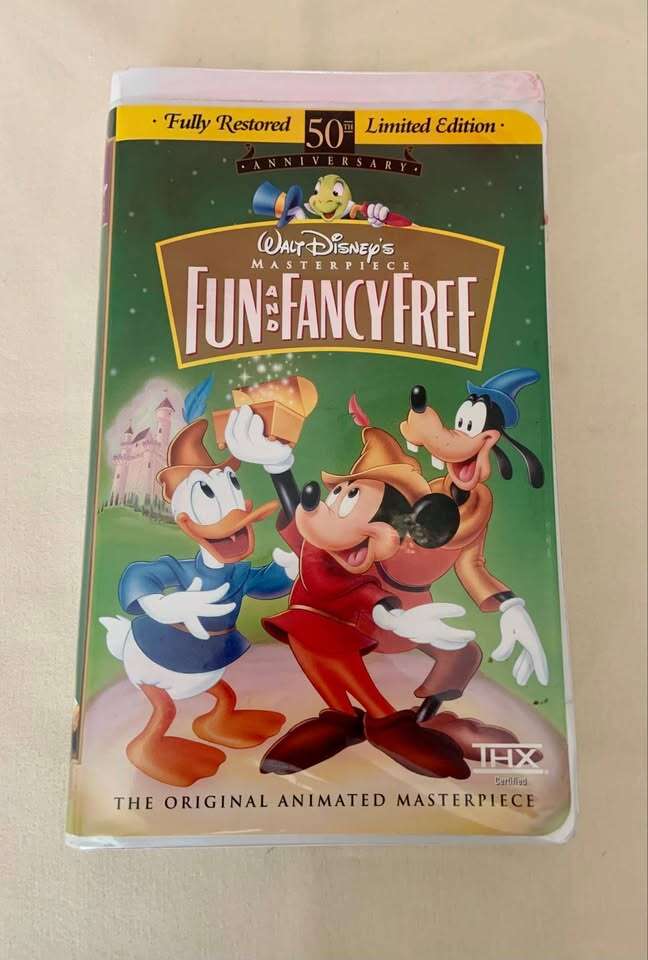 · Fully Restored 50TH Limited Edition ·
· ANNIVERSARY ·
WALT DISNEY'S
MASTERPIECE
FUN AND FANCY FREE
THX
Certified
THE ORIGINAL ANIMATED MASTERPIECE